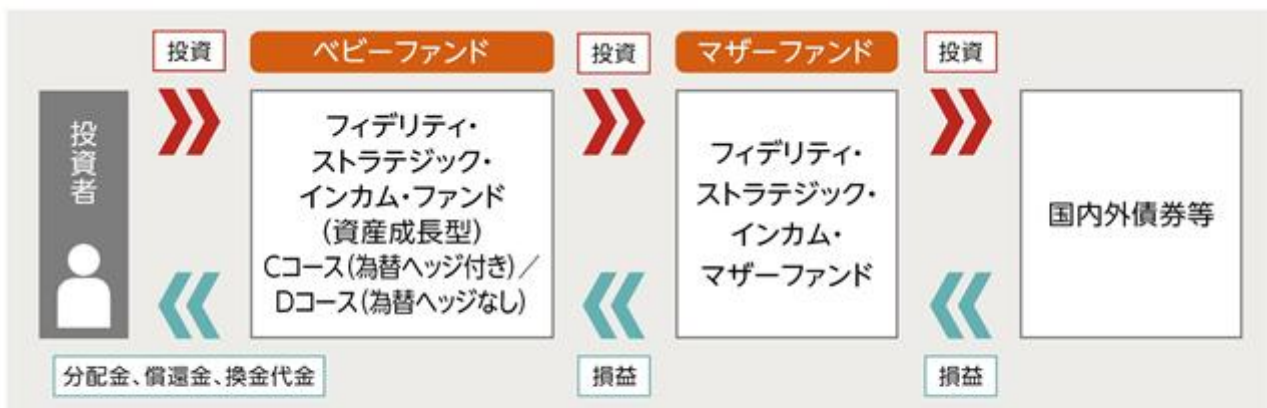 投資
ベビーファンド
投資
マザーファンド
投資
投資者
フィデリティ・
ストラテジック・
インカム・ファンド
(資産成長型)
Cコース(為替ヘッジ付き)／
Dコース(為替ヘッジなし)
フィデリティ・
ストラテジック・
インカム・
マザーファンド
国内外債券等
分配金、償還金、換金代金
損益
損益